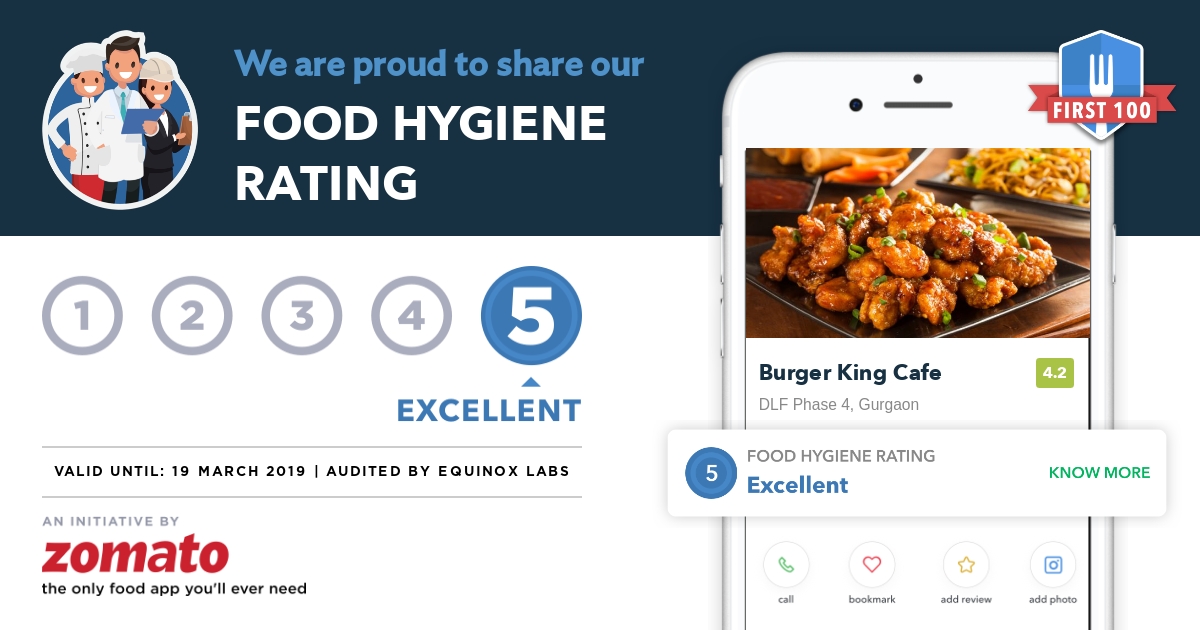 We are proud to share our
FOOD HYGIENE
RATING
1 2 3 4 5
EXCELLENT
VALID UNTIL: 19 MARCH 2019 | AUDITED BY EQUINOX LABS
AN INITIATIVE BY
zomato
the only food app you'll ever need
FIRST 100
Burger King Cafe 4.2
DLF Phase 4, Gurgaon
5 FOOD HYGIENE RATING
Excellent
KNOW MORE
call bookmark add review add photo